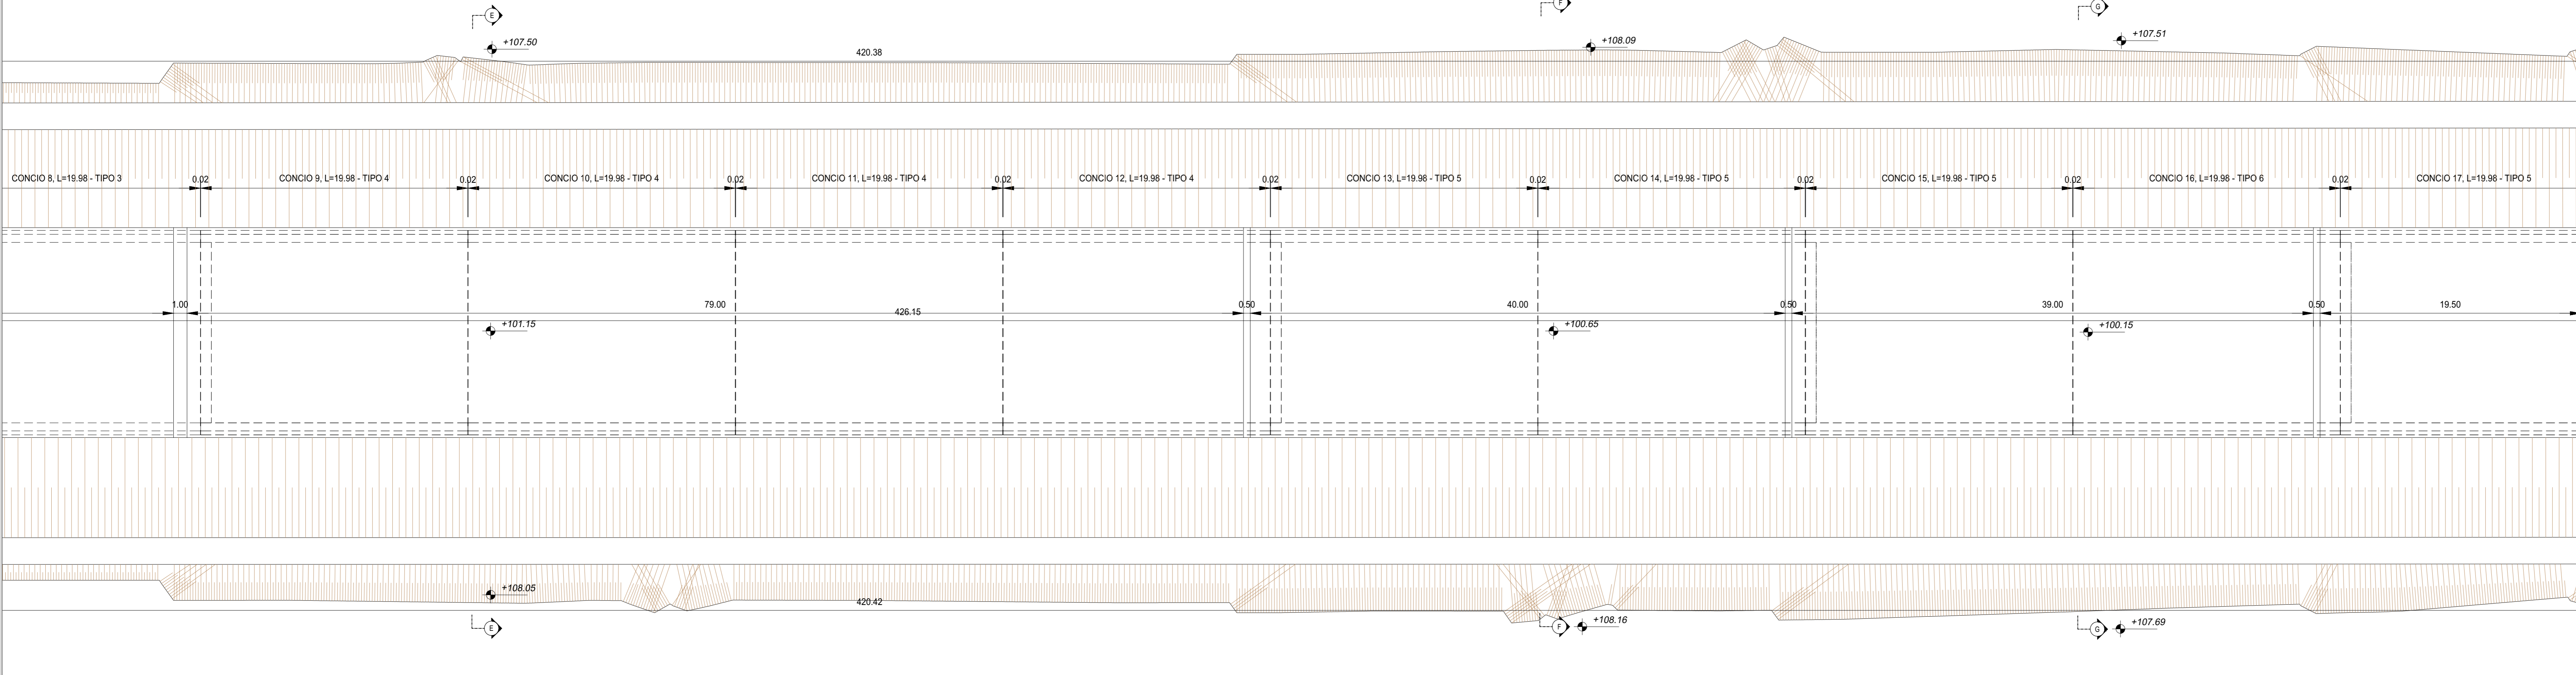 E
F
G
+107.50
420.38
+108.09
+107.51
CONCIO 8, L=19.98 - TIPO 3
0.02
CONCIO 9, L=19.98 - TIPO 4
0.02
CONCIO 10, L=19.98 - TIPO 4
0.02
CONCIO 11, L=19.98 - TIPO 4
0.02
CONCIO 12, L=19.98 - TIPO 4
0.02
CONCIO 13, L=19.98 - TIPO 5
0.02
CONCIO 14, L=19.98 - TIPO 5
0.02
CONCIO 15, L=19.98 - TIPO 5
0.02
CONCIO 16, L=19.98 - TIPO 6
0.02
CONCIO 17, L=19.98 - TIPO 5
1.00
79.00
0.50
40.00
0.50
39.00
0.50
19.50
426.15
+101.15
+100.65
+100.15
+108.05
420.42
E
F
+108.16
G
+107.69